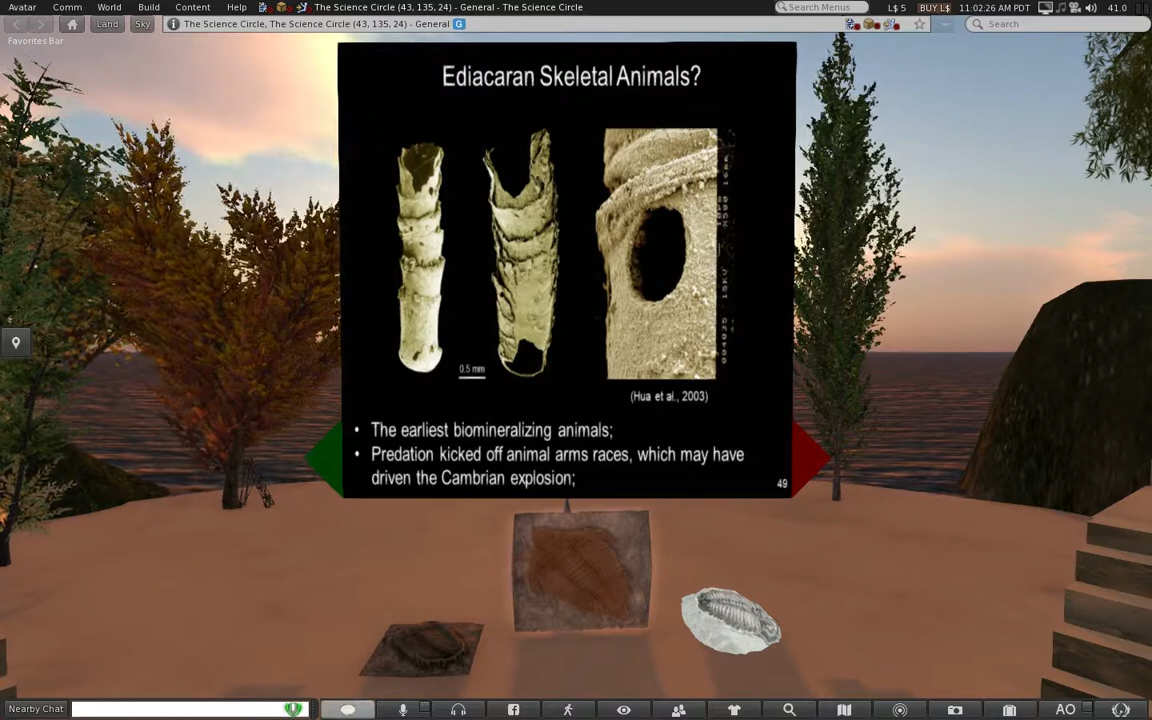 Avatar Comm World Build Content Help The Science Circle (43, 135, 24) - General - The Science Circle Search Menus L$ 5 BUY L$ 11:02:26 AM PDT 41.0
Land Sky The Science Circle, The Science Circle (43, 135, 24) - General G Search
Favorites Bar
Ediacaran Skeletal Animals?
0.5 mm
(Hua et al., 2003)
• The earliest biomineralizing animals;
• Predation kicked off animal arms races, which may have
driven the Cambrian explosion;
49
Nearby Chat AO